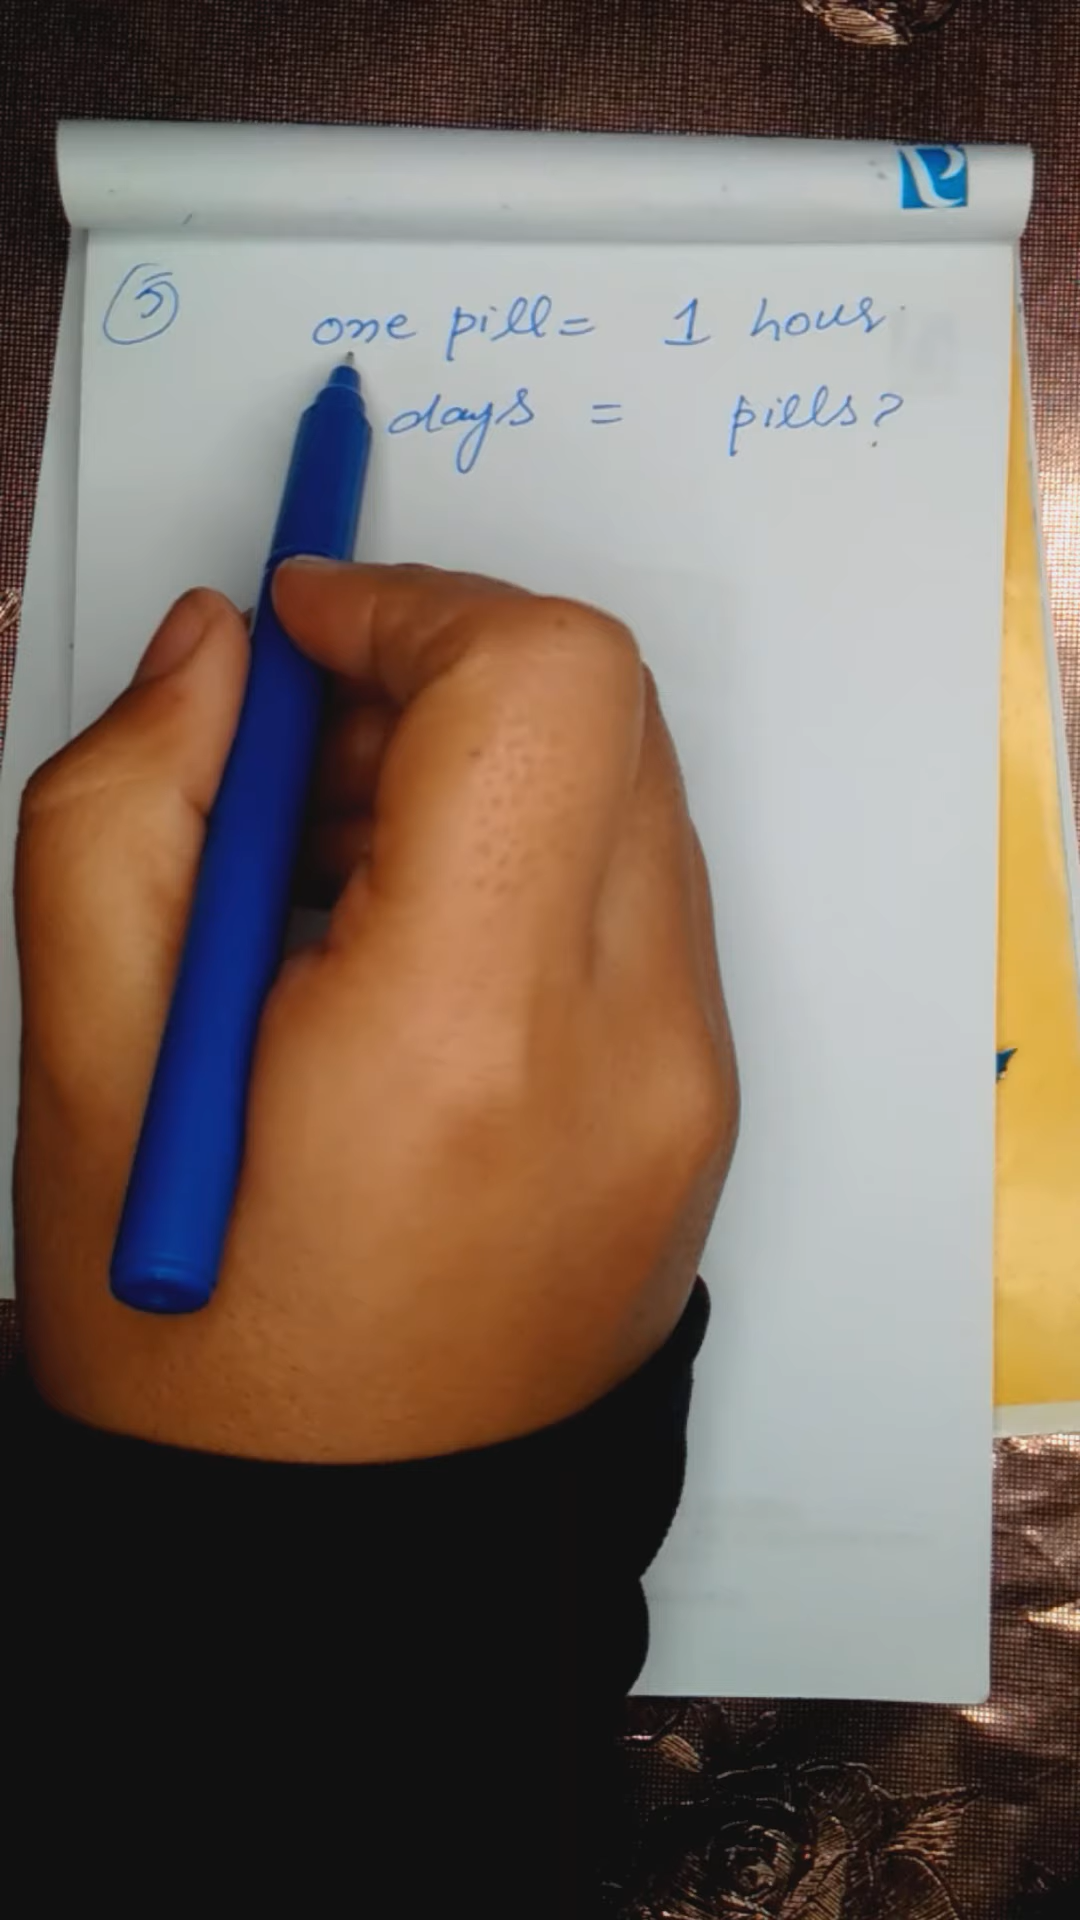 5 one pill = 1 hour
days = pills?